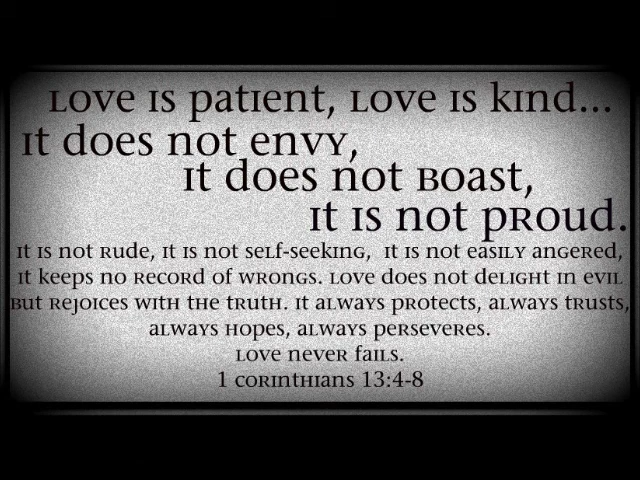 Love is patient, Love is kind...
It does not envy,
It does not Boast,
It is not pRoud.
It is not Rude, It is not self-seeking, It is not easily angered,
It keeps no record of wrongs. Love does not delight in evil
But rejoices with the truth. It always protects, always trusts,
always hopes, always perseveres.
Love never fails.
1 corinthians 13:4-8